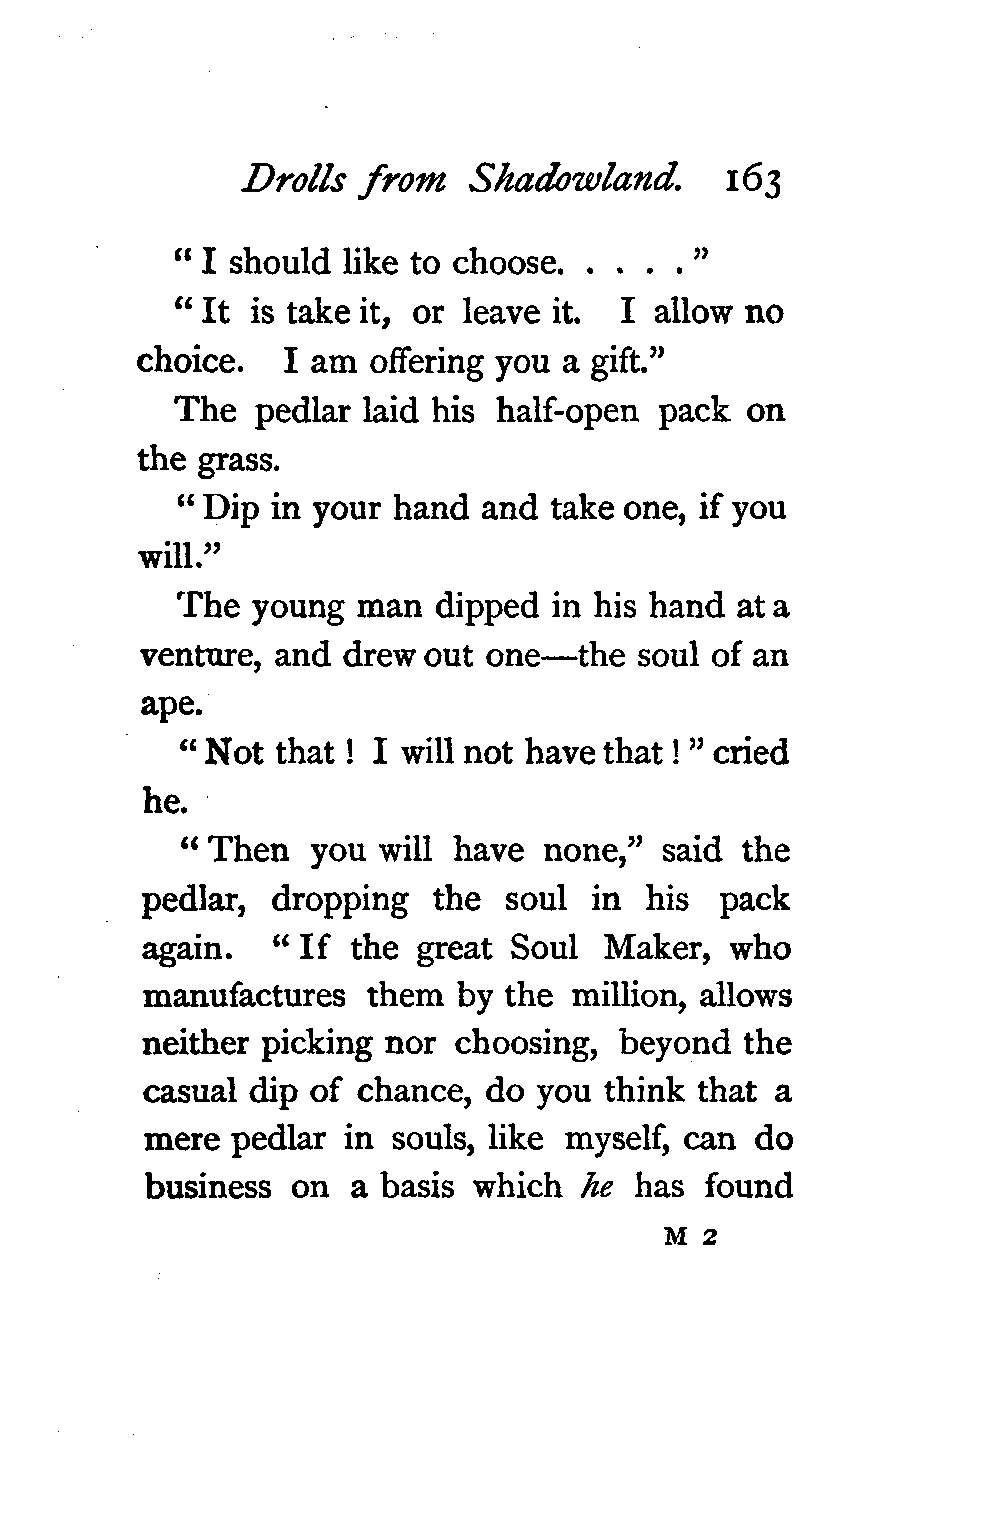 Drolls from Shadowland. 163
“ I should like to choose. . . . . ”
“ It is take it, or leave it. I allow no
choice. I am offering you a gift.”
The pedlar laid his half-open pack on
the grass.
“ Dip in your hand and take one, if you
will.”
The young man dipped in his hand at a
venture, and drew out one—the soul of an
ape.
“ Not that ! I will not have that ! ” cried
he.
“ Then you will have none,” said the
pedlar, dropping the soul in his pack
again. “ If the great Soul Maker, who
manufactures them by the million, allows
neither picking nor choosing, beyond the
casual dip of chance, do you think that a
mere pedlar in souls, like myself, can do
business on a basis which he has found
M 2